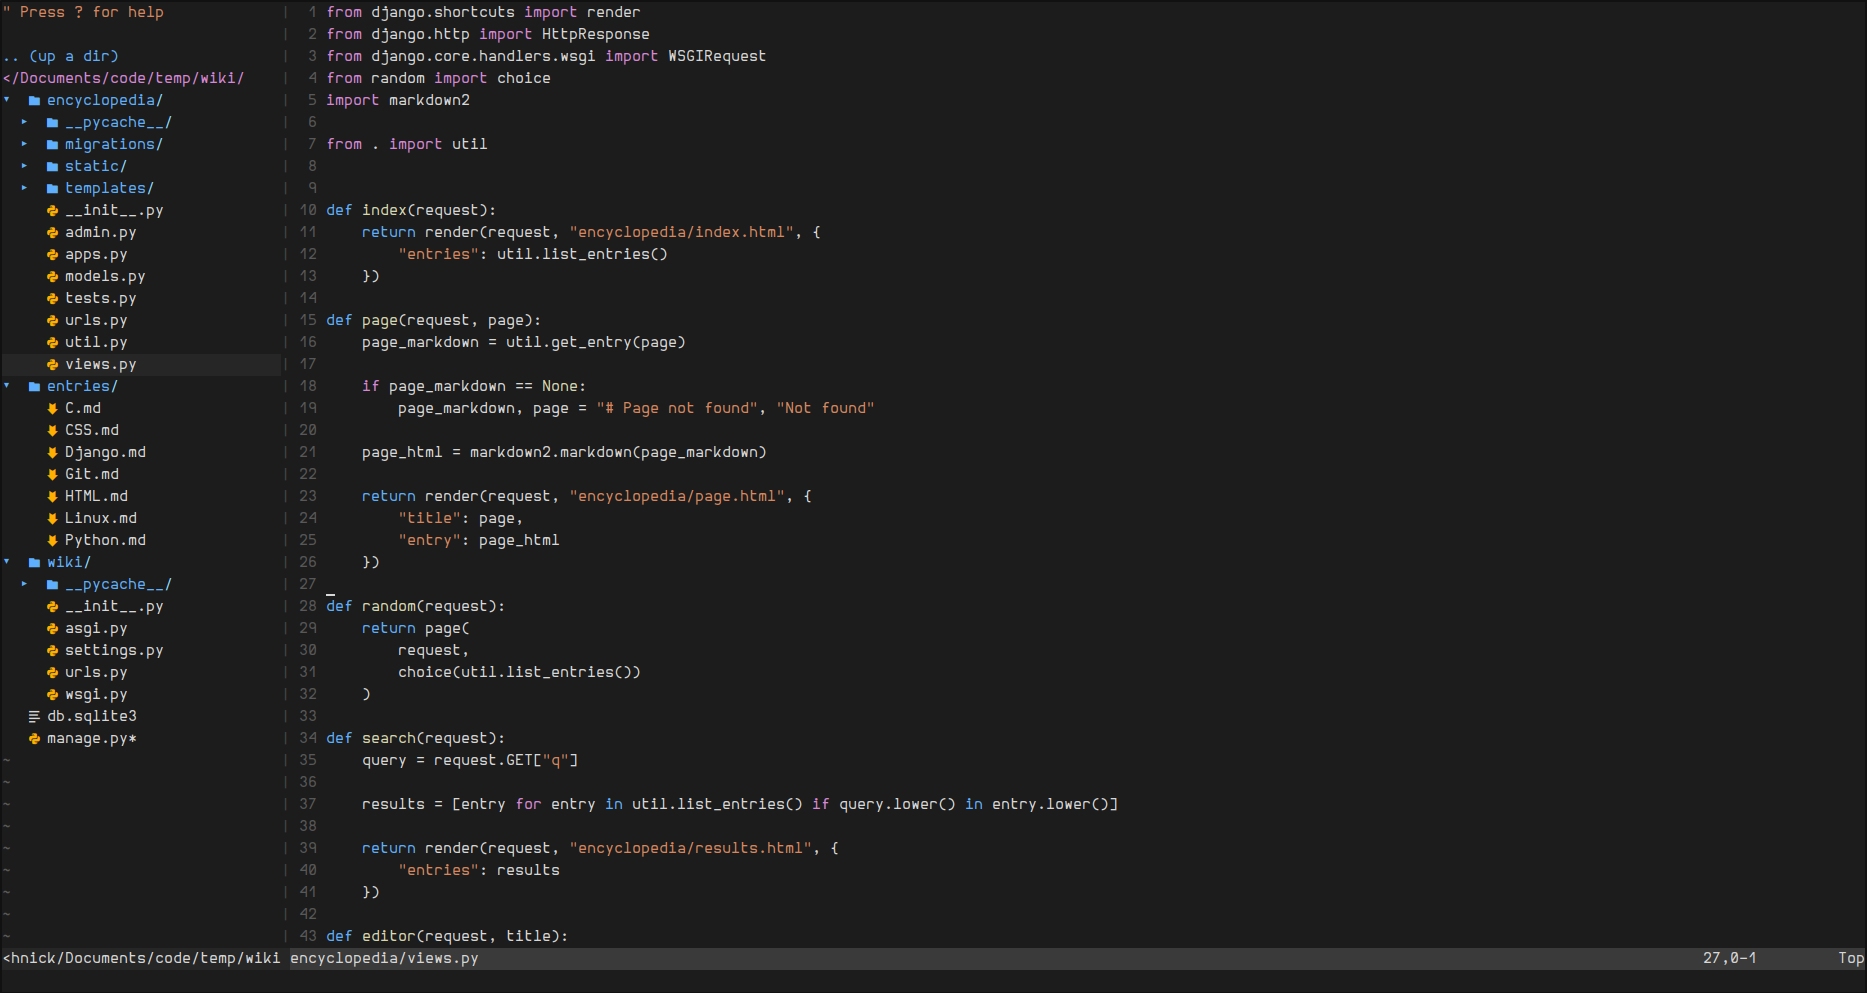 " Press ? for help
.. (up a dir)
</Documents/code/temp/wiki/
▾ encyclopedia/
▸ __pycache__/
▸ migrations/
▸ static/
▸ templates/
__init__.py
admin.py
apps.py
models.py
tests.py
urls.py
util.py
views.py
▾ entries/
C.md
CSS.md
Django.md
Git.md
HTML.md
Linux.md
Python.md
▾ wiki/
▸ __pycache__/
__init__.py
asgi.py
settings.py
urls.py
wsgi.py
db.sqlite3
manage.py*
~
~
~
~
~
~
~
~
~
<hnick/Documents/code/temp/wiki
1 from django.shortcuts import render
2 from django.http import HttpResponse
3 from django.core.handlers.wsgi import WSGIRequest
4 from random import choice
5 import markdown2
6
7 from . import util
8
9
10 def index(request):
11     return render(request, "encyclopedia/index.html", {
12         "entries": util.list_entries()
13     })
14
15 def page(request, page):
16     page_markdown = util.get_entry(page)
17
18     if page_markdown == None:
19         page_markdown, page = "# Page not found", "Not found"
20
21     page_html = markdown2.markdown(page_markdown)
22
23     return render(request, "encyclopedia/page.html", {
24         "title": page,
25         "entry": page_html
26     })
27
28 def random(request):
29     return page(
30         request,
31         choice(util.list_entries())
32     )
33
34 def search(request):
35     query = request.GET["q"]
36
37     results = [entry for entry in util.list_entries() if query.lower() in entry.lower()]
38
39     return render(request, "encyclopedia/results.html", {
40         "entries": results
41     })
42
43 def editor(request, title):
encyclopedia/views.py 27,0-1 Top